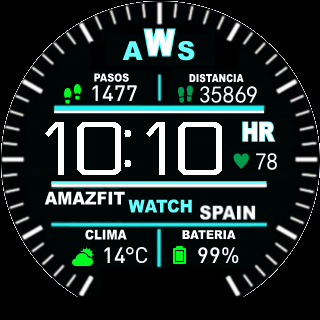 AWS
PASOS DISTANCIA
1477 35869
10:10 HR
78
AMAZFIT WATCH SPAIN
CLIMA BATERIA
14°C 99%